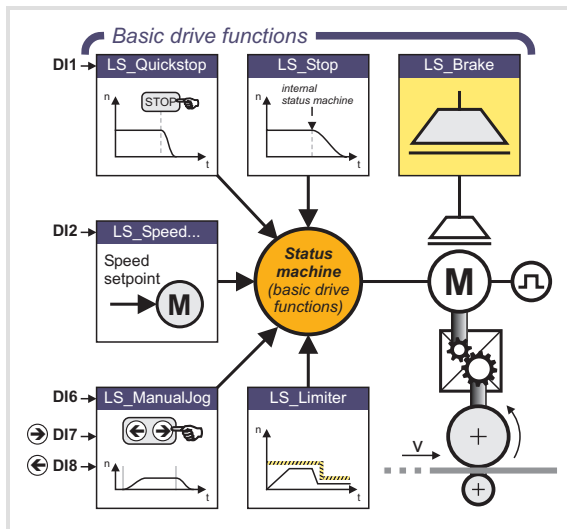 Basic drive functions
DI1
LS_Quickstop
LS_Stop
LS_Brake
n
STOP
t
n
internal
status machine
t
DI2
LS_Speed...
Speed
setpoint
M
Status
machine
(basic drive
functions)
M
DI6
LS_ManualJog
LS_Limiter
DI7
DI8
n
t
n
t
V